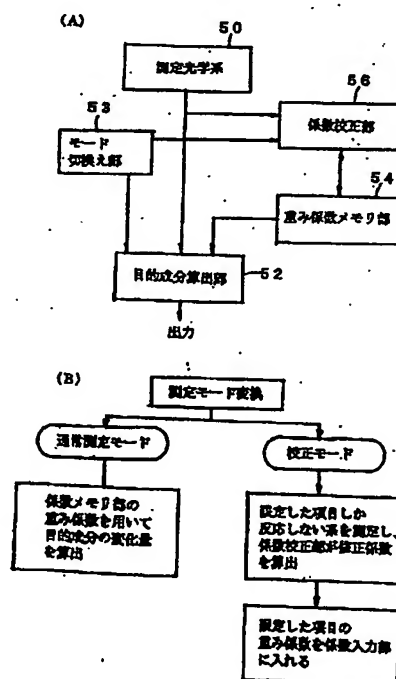 (A)
50
測定光学系
56
係数校正部
53
モード
切換え部
54
重み係数メモリ部
目的成分算出部
52
出力
(B)
測定モード変換
通常測定モード
校正モード
係数メモリ部の
重み係数を用いて
目的成分の変化量
を算出
設定した項目しか
反応しない系を測定し、
係数校正部が修正係数
を算出
設定した項目の
重み係数を係数入力部
に入れる